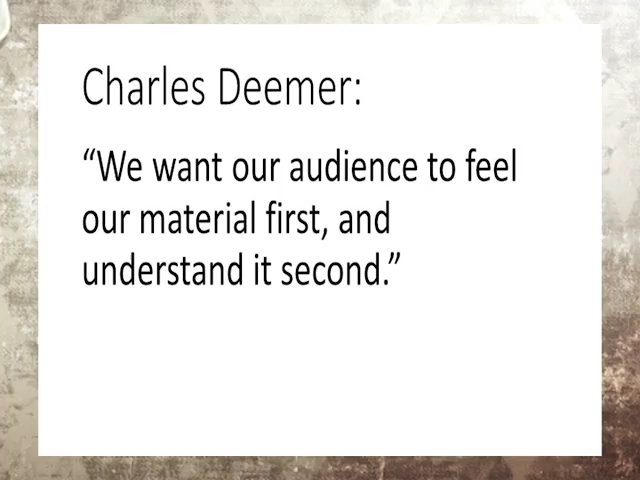 Charles Deemer:
“We want our audience to feel
our material first, and
understand it second.”